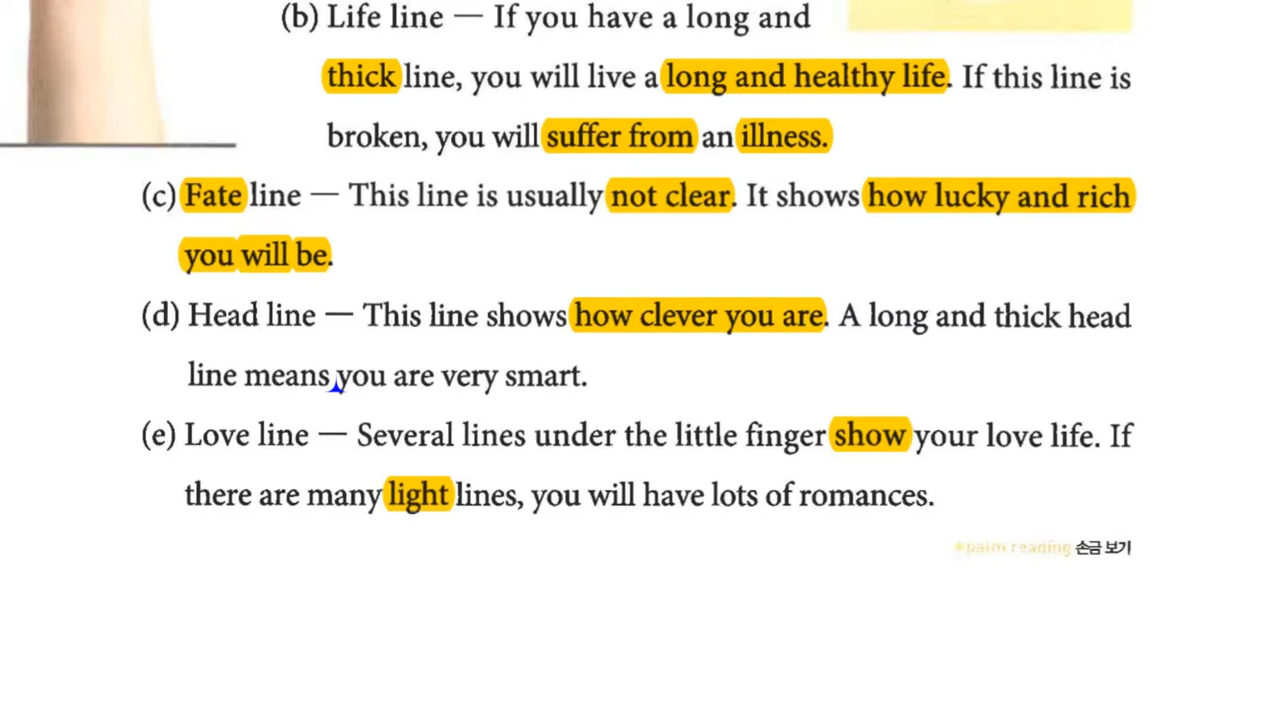 (b) Life line — If you have a long and
thick line, you will live a long and healthy life. If this line is
broken, you will suffer from an illness.
(c) Fate line — This line is usually not clear. It shows how lucky and rich
you will be.
(d) Head line — This line shows how clever you are. A long and thick head
line means you are very smart.
(e) Love line — Several lines under the little finger show your love life. If
there are many light lines, you will have lots of romances.
*palm reading 손금 보기